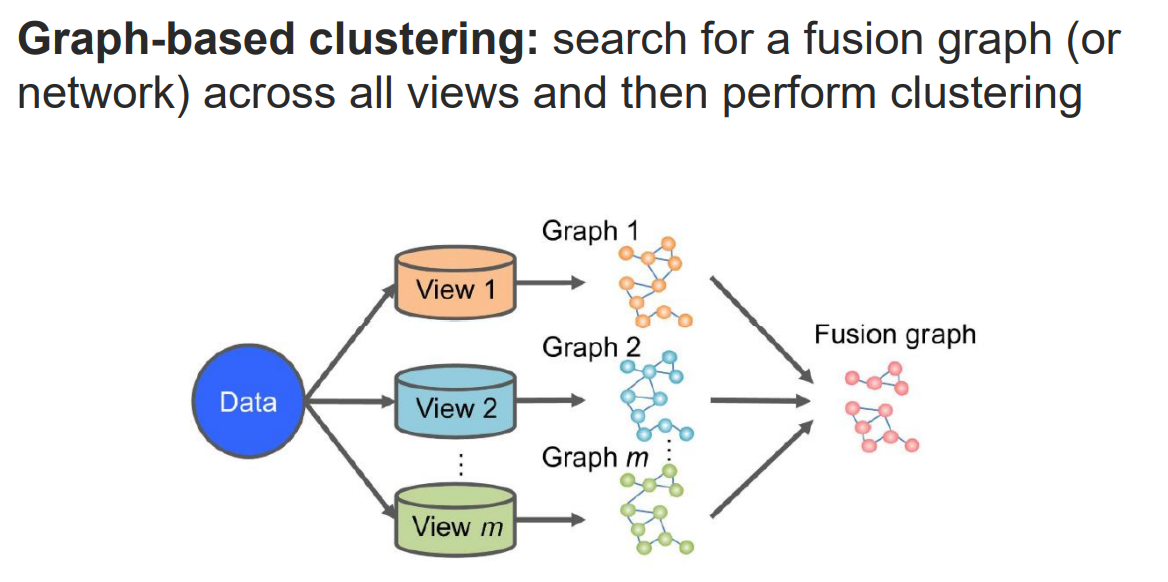 Graph-based clustering: search for a fusion graph (or
network) across all views and then perform clustering
Graph 1
View 1
Fusion graph
Graph 2
Data
View 2
Graph m
View m